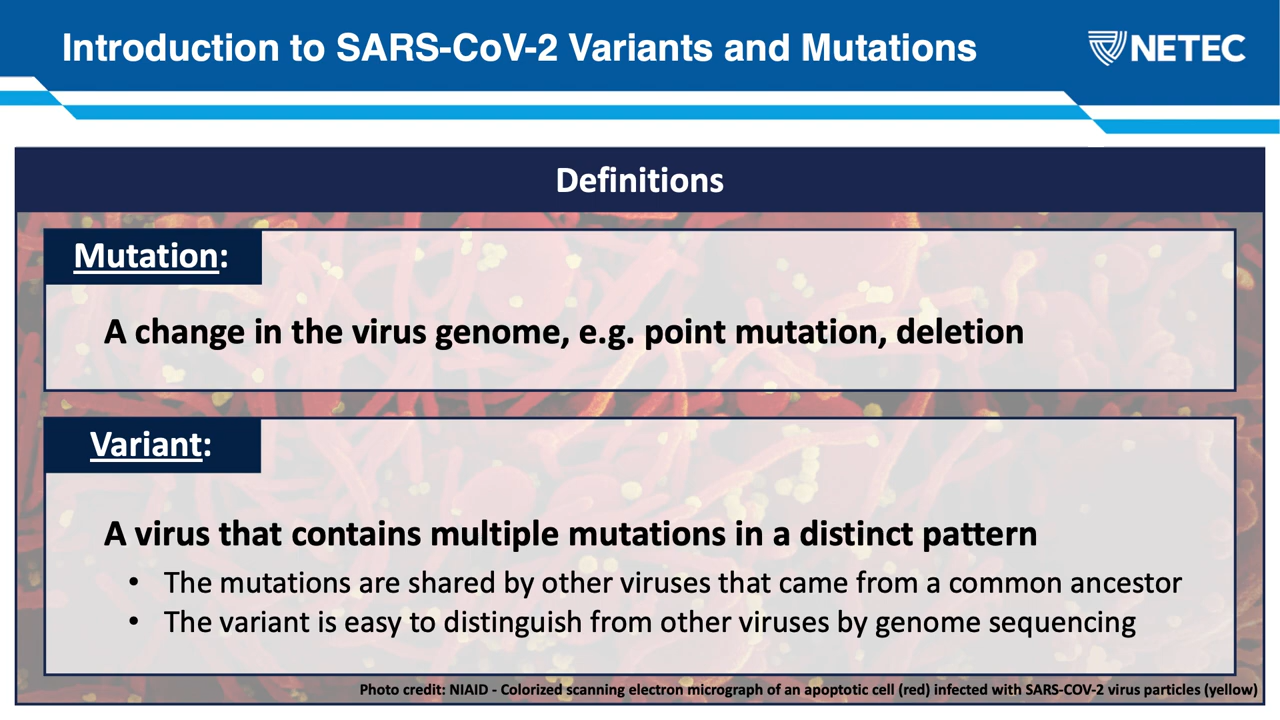 Introduction to SARS-CoV-2 Variants and Mutations
NETEC
Definitions
Mutation:
A change in the virus genome, e.g. point mutation, deletion
Variant:
A virus that contains multiple mutations in a distinct pattern
• The mutations are shared by other viruses that came from a common ancestor
• The variant is easy to distinguish from other viruses by genome sequencing
Photo credit: NIAID - Colorized scanning electron micrograph of an apoptotic cell (red) infected with SARS-COV-2 virus particles (yellow)